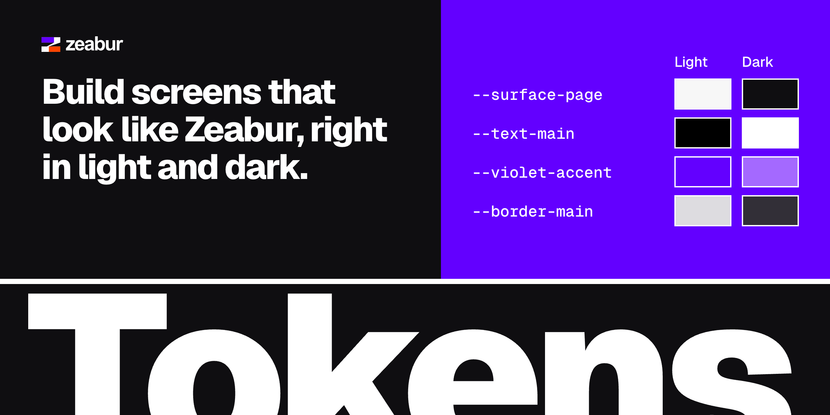 zeabur
Build screens that
look like Zeabur, right
in light and dark.
Light Dark
--surface-page
--text-main
--violet-accent
--border-main
Tokens